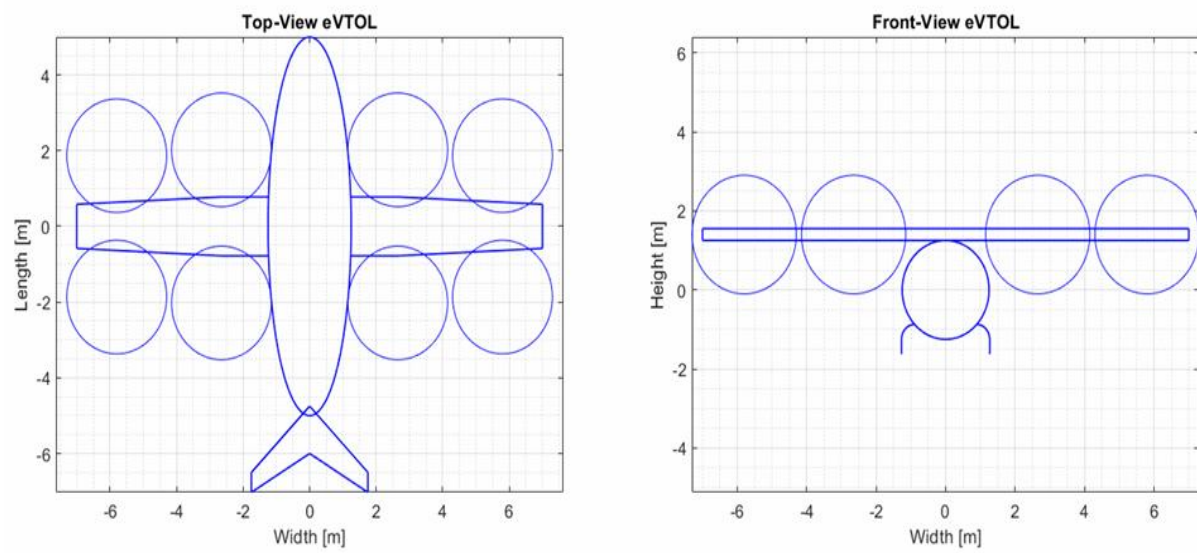 Top-View eVTOL
4
2
0
-2
-4
-6
Length [m]
-6 -4 -2 0 2 4 6
Width [m]
Front-View eVTOL
6
4
2
0
-2
-4
Height [m]
-6 -4 -2 0 2 4 6
Width [m]